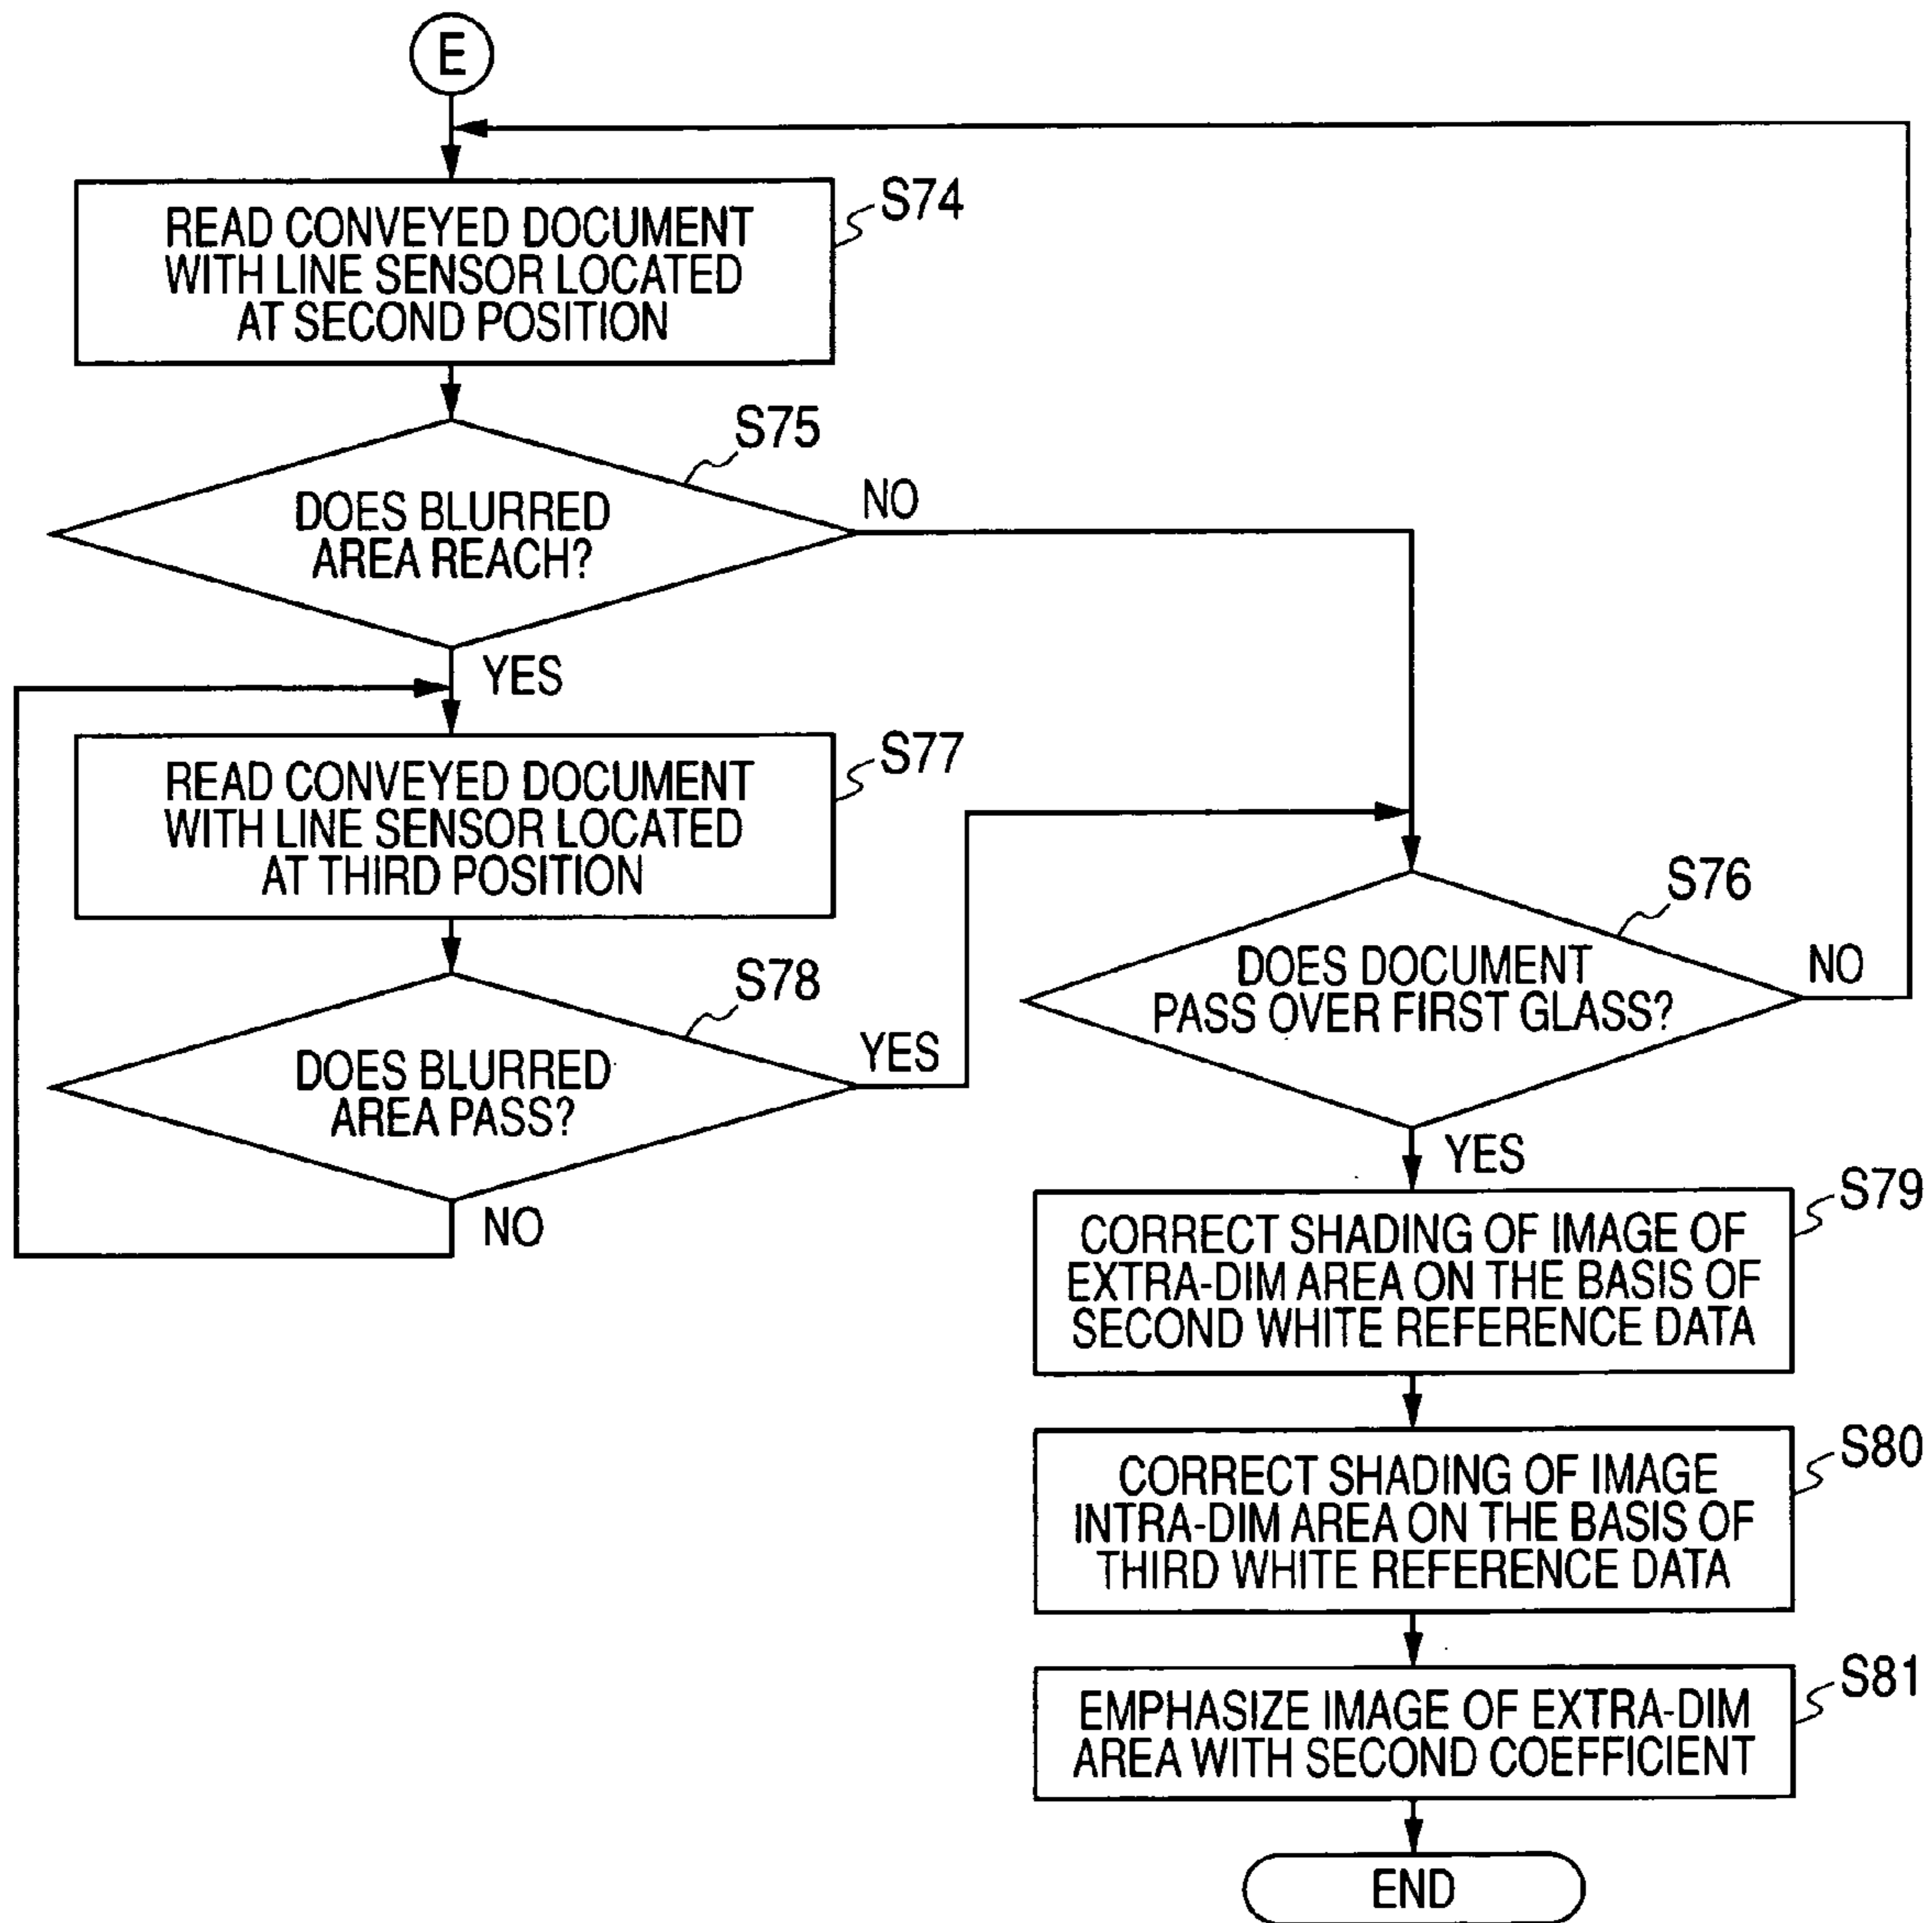 E
READ CONVEYED DOCUMENT
WITH LINE SENSOR LOCATED
AT SECOND POSITION
S74
DOES BLURRED
AREA REACH?
S75
NO
YES
READ CONVEYED DOCUMENT
WITH LINE SENSOR LOCATED
AT THIRD POSITION
S77
DOES BLURRED
AREA PASS?
S78
YES
NO
DOES DOCUMENT
PASS OVER FIRST GLASS?
S76
NO
YES
CORRECT SHADING OF IMAGE OF
EXTRA-DIM AREA ON THE BASIS OF
SECOND WHITE REFERENCE DATA
S79
CORRECT SHADING OF IMAGE
INTRA-DIM AREA ON THE BASIS OF
THIRD WHITE REFERENCE DATA
S80
EMPHASIZE IMAGE OF EXTRA-DIM
AREA WITH SECOND COEFFICIENT
S81
END